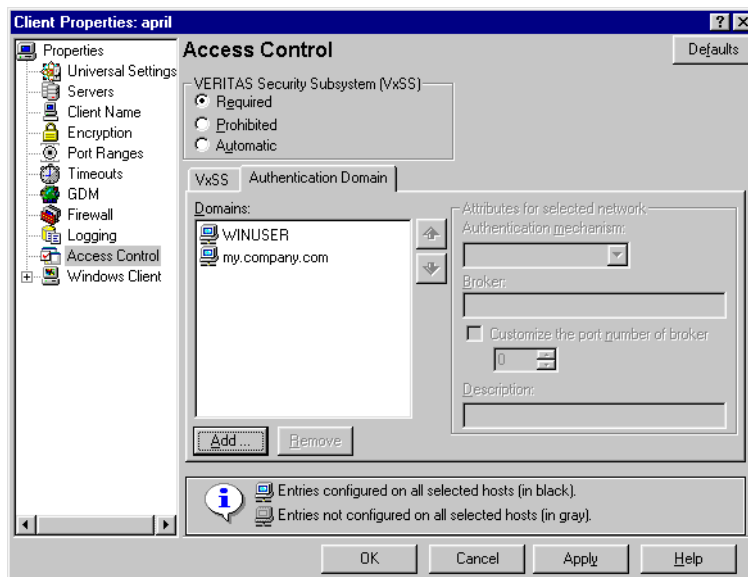 Client Properties: april
Properties
Universal Settings
Servers
Client Name
Encryption
Port Ranges
Timeouts
GDM
Firewall
Logging
Access Control
Windows Client
Access Control
Defaults
VERITAS Security Subsystem (VxSS)
Required
Prohibited
Automatic
VxSS
Authentication Domain
Domains:
WINUSER
my.company.com
Attributes for selected network
Authentication mechanism:
Broker:
Customize the port number of broker
0
Description:
Add ...
Remove
Entries configured on all selected hosts (in black).
Entries not configured on all selected hosts (in gray).
OK
Cancel
Apply
Help